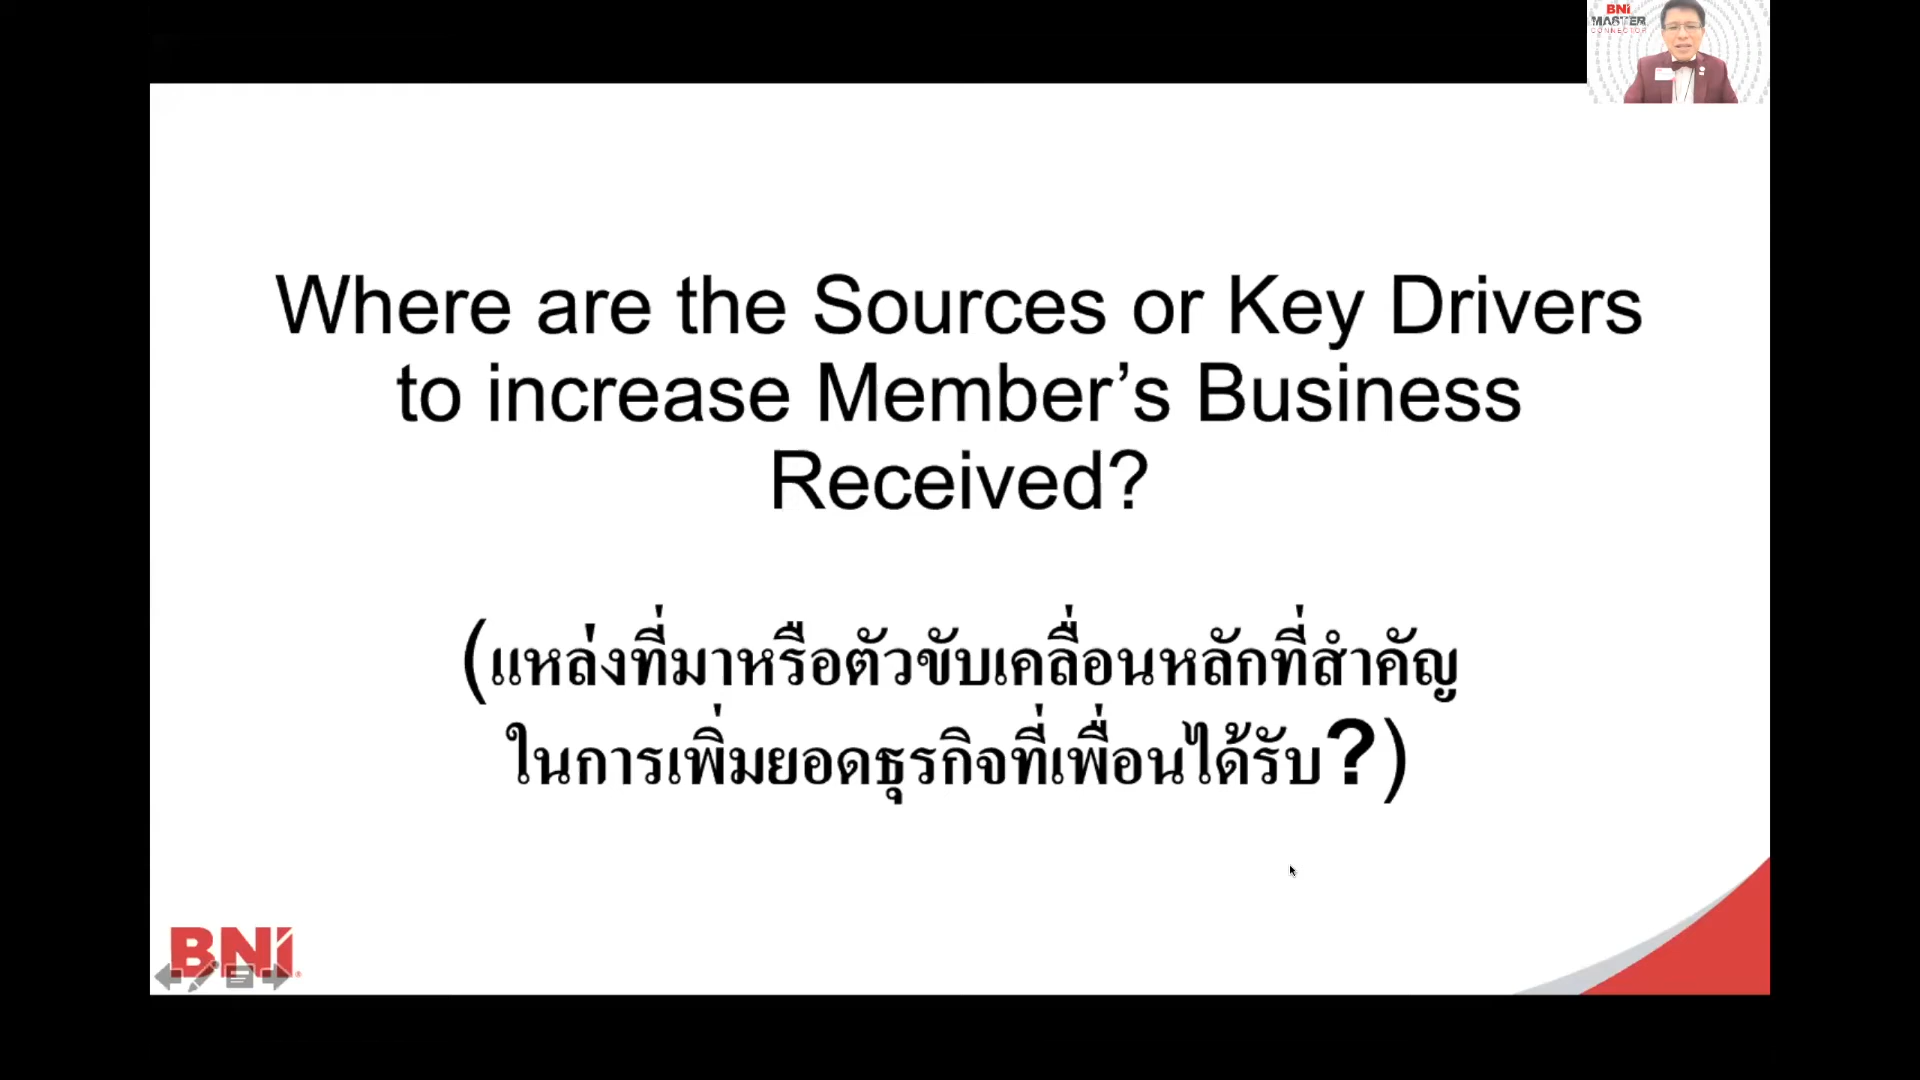 BNI
MASTER
CONNECTOR
Where are the Sources or Key Drivers
to increase Member’s Business
Received?
(แหล่งที่มาหรือตัวขับเคลื่อนหลักที่สำคัญ
ในการเพิ่มยอดธุรกิจที่เพื่อนได้รับ?)
BNI®